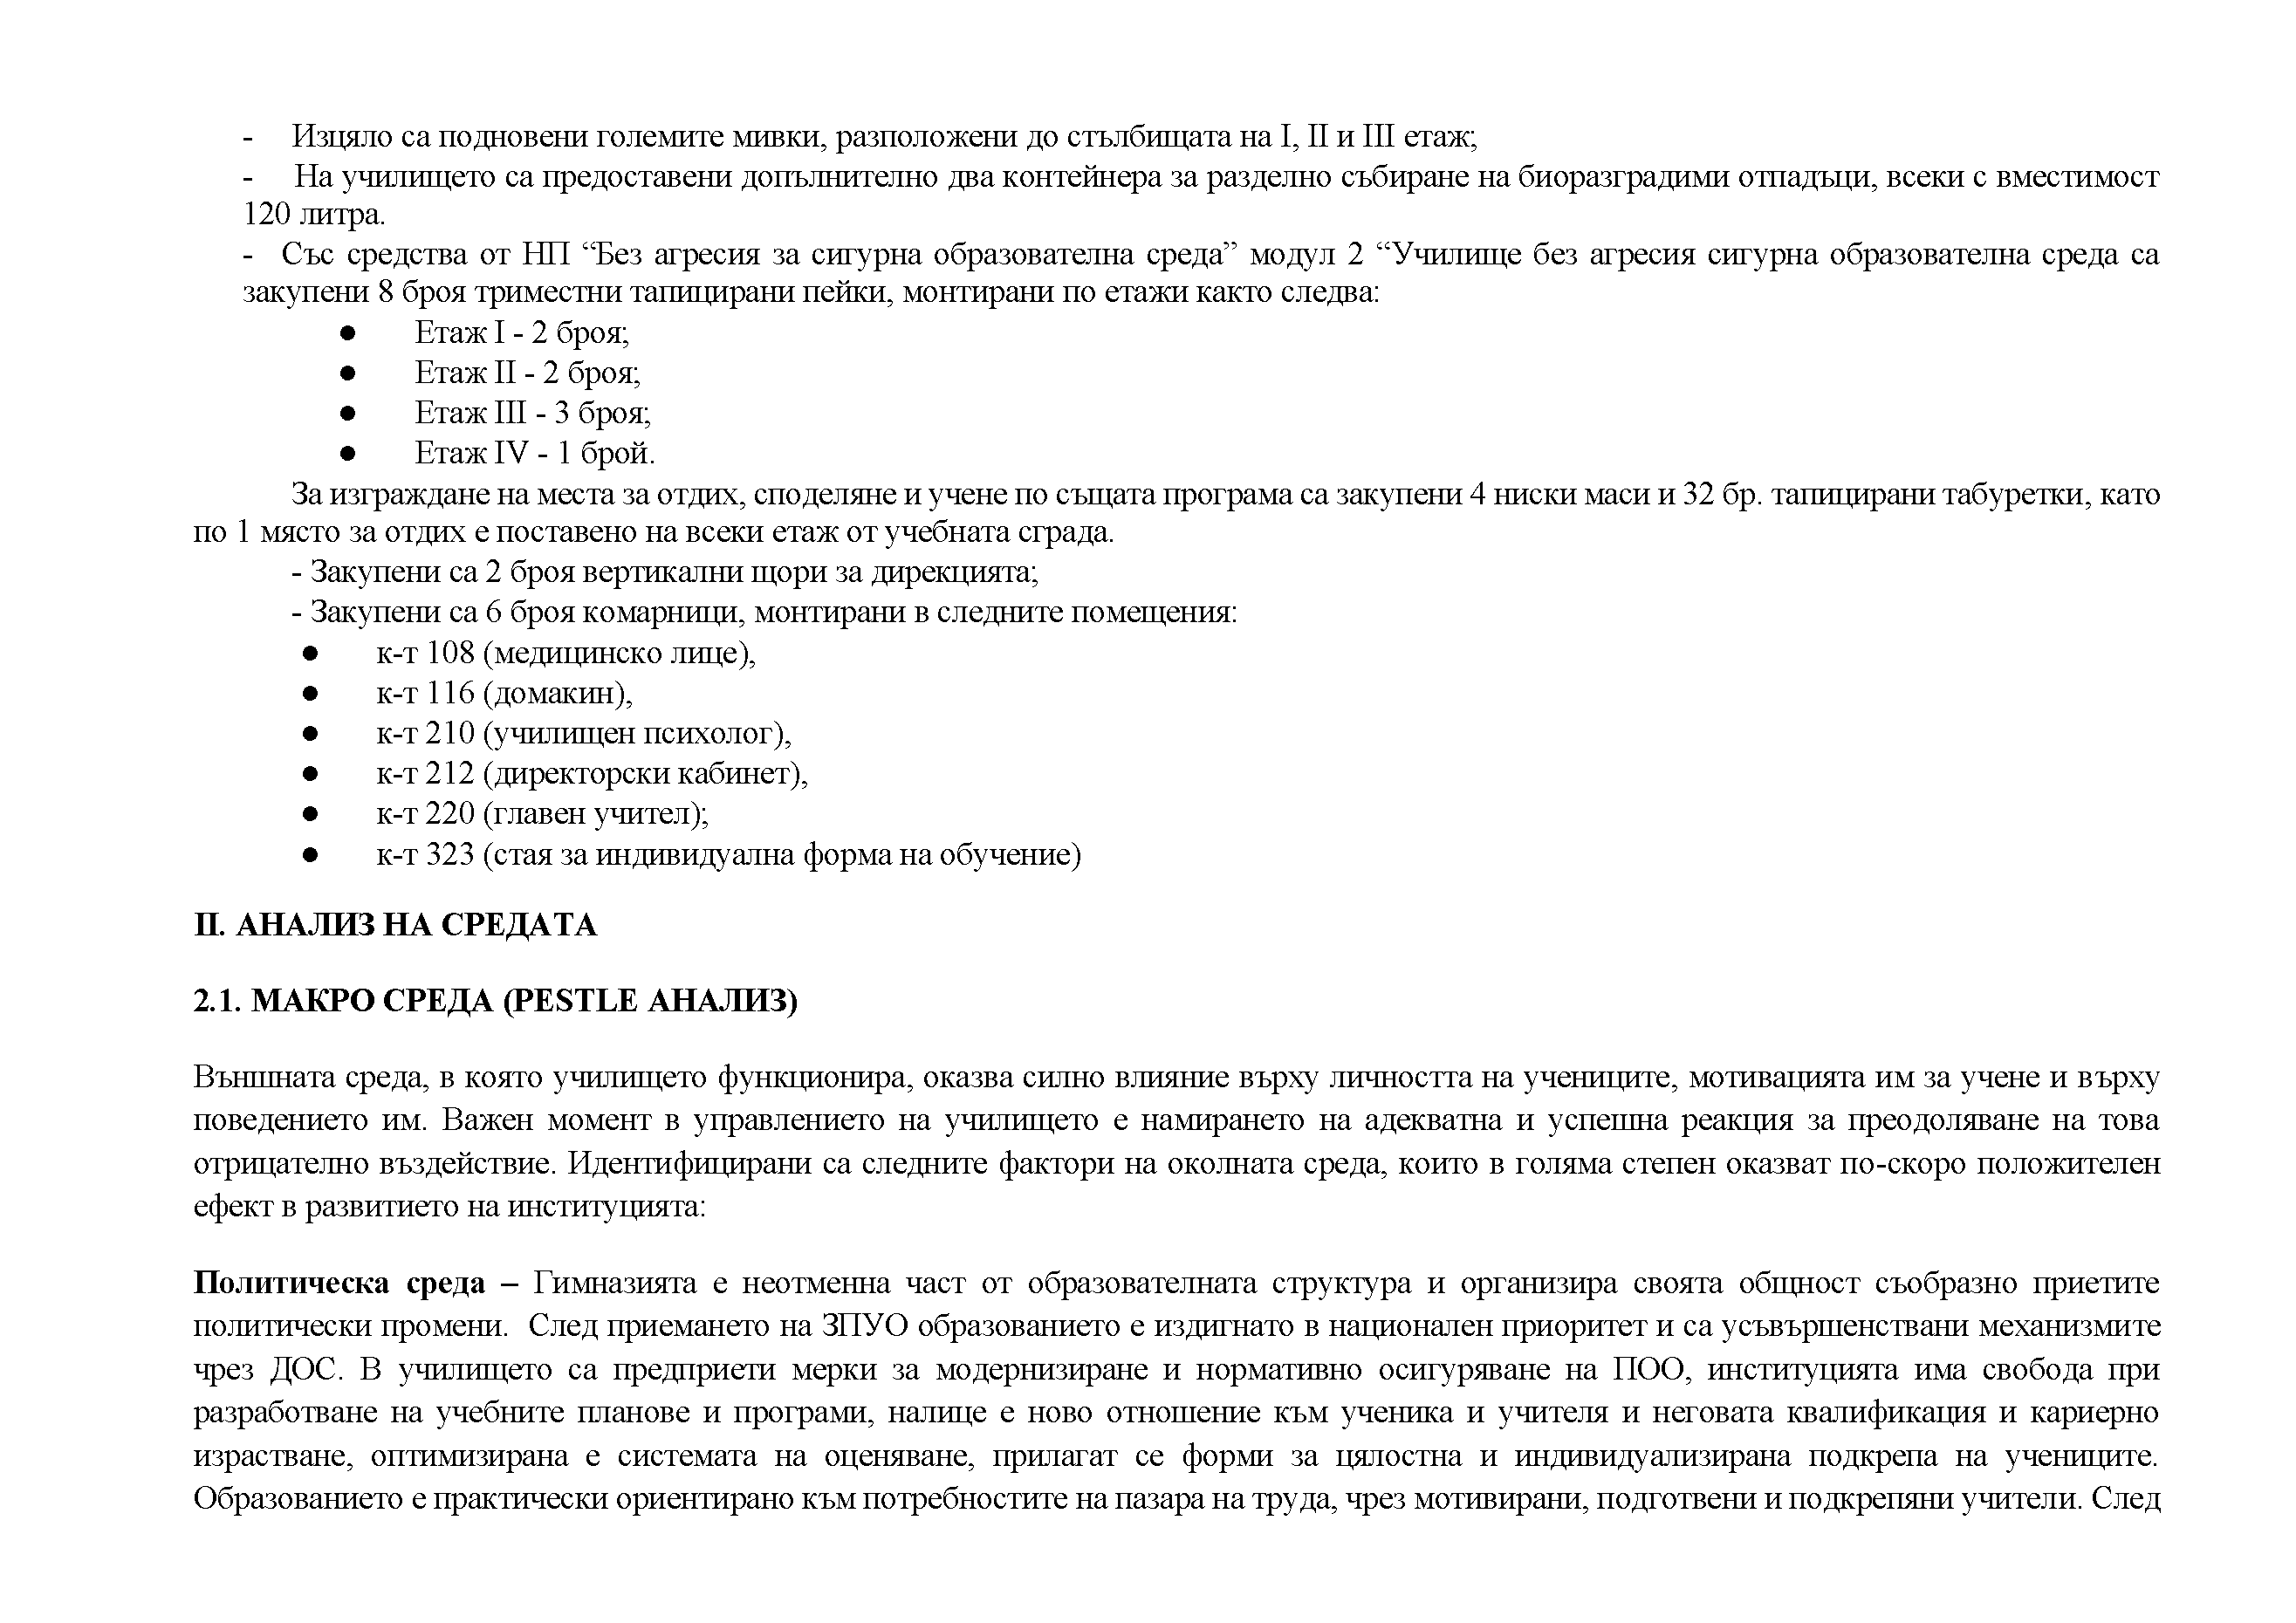 - Изцяло са подновени големите мивки, разположени до стълбищата на I, II и III етаж;
- На училището са предоставени допълнително два контейнера за разделно събиране на биоразградими отпадъци, всеки с вместимост
120 литра.
- Със средства от НП “Без агресия за сигурна образователна среда” модул 2 “Училище без агресия сигурна образователна среда са
закупени 8 броя триместни тапицирани пейки, монтирани по етажи както следва:
● Етаж I - 2 броя;
● Етаж II - 2 броя;
● Етаж III - 3 броя;
● Етаж IV - 1 брой.
За изграждане на места за отдих, споделяне и учене по същата програма са закупени 4 ниски маси и 32 бр. тапицирани табуретки, като
по 1 място за отдих е поставено на всеки етаж от учебната сграда.
- Закупени са 2 броя вертикални щори за дирекцията;
- Закупени са 6 броя комарници, монтирани в следните помещения:
● к-т 108 (медицинско лице),
● к-т 116 (домакин),
● к-т 210 (училищен психолог),
● к-т 212 (директорски кабинет),
● к-т 220 (главен учител);
● к-т 323 (стая за индивидуална форма на обучение)
II. АНАЛИЗ НА СРЕДАТА
2.1. МАКРО СРЕДА (PESTLE АНАЛИЗ)
Външната среда, в която училището функционира, оказва силно влияние върху личността на учениците, мотивацията им за учене и върху
поведението им. Важен момент в управлението на училището е намирането на адекватна и успешна реакция за преодоляване на това
отрицателно въздействие. Идентифицирани са следните фактори на околната среда, които в голяма степен оказват по-скоро положителен
ефект в развитието на институцията:
Политическа среда – Гимназията е неотменна част от образователната структура и организира своята общност съобразно приетите
политически промени. След приемането на ЗПУО образованието е издигнато в национален приоритет и са усъвършенствани механизмите
чрез ДОС. В училището са предприети мерки за модернизиране и нормативно осигуряване на ПОО, институцията има свобода при
разработване на учебните планове и програми, налице е ново отношение към ученика и учителя и неговата квалификация и кариерно
израстване, оптимизирана е системата на оценяване, прилагат се форми за цялостна и индивидуализирана подкрепа на учениците.
Образованието е практически ориентирано към потребностите на пазара на труда, чрез мотивирани, подготвени и подкрепяни учители. След